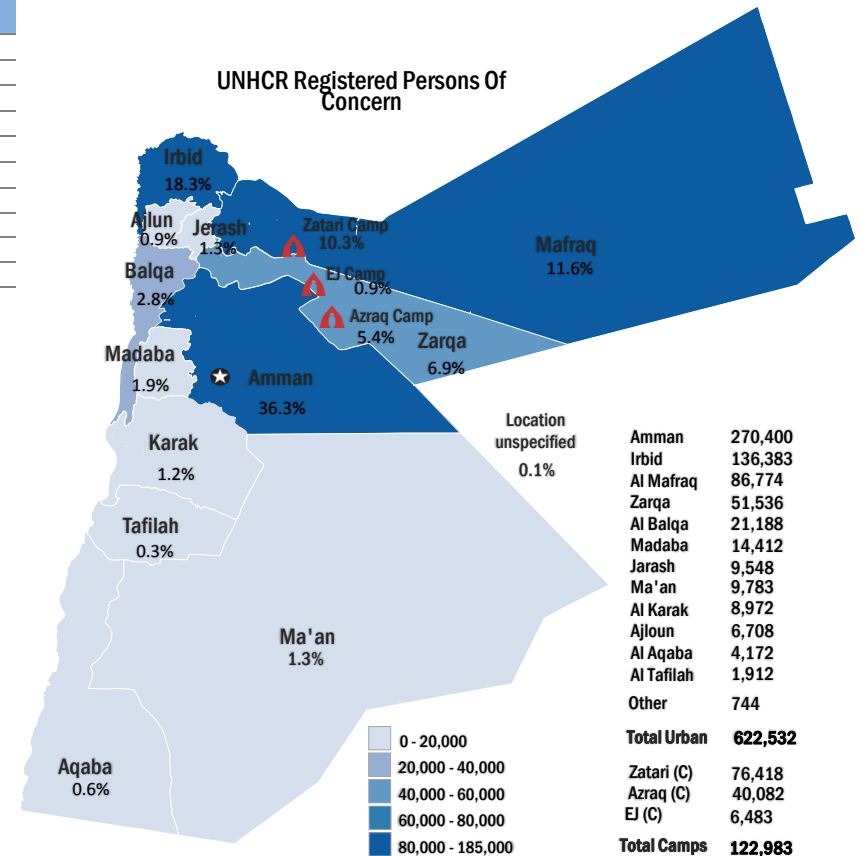 UNHCR Registered Persons Of
Concern
Irbid
18.3%
Ajlun
0.9%
Jerash
1.3%
Zatari Camp
10.3%
Mafraq
11.6%
Balqa
2.8%
EJ Camp
0.9%
Azraq Camp
5.4%
Zarqa
6.9%
Madaba
1.9%
Amman
36.3%
Location
unspecified
0.1%
Karak
1.2%
Tafilah
0.3%
Ma'an
1.3%
Aqaba
0.6%
0 - 20,000
20,000 - 40,000
40,000 - 60,000
60,000 - 80,000
80,000 - 185,000
Amman 270,400
Irbid 136,383
Al Mafraq 86,774
Zarqa 51,536
Al Balqa 21,188
Madaba 14,412
Jarash 9,548
Ma'an 9,783
Al Karak 8,972
Ajloun 6,708
Al Aqaba 4,172
Al Tafilah 1,912
Other 744
Total Urban 622,532
Zatari (C) 76,418
Azraq (C) 40,082
EJ (C) 6,483
Total Camps 122,983